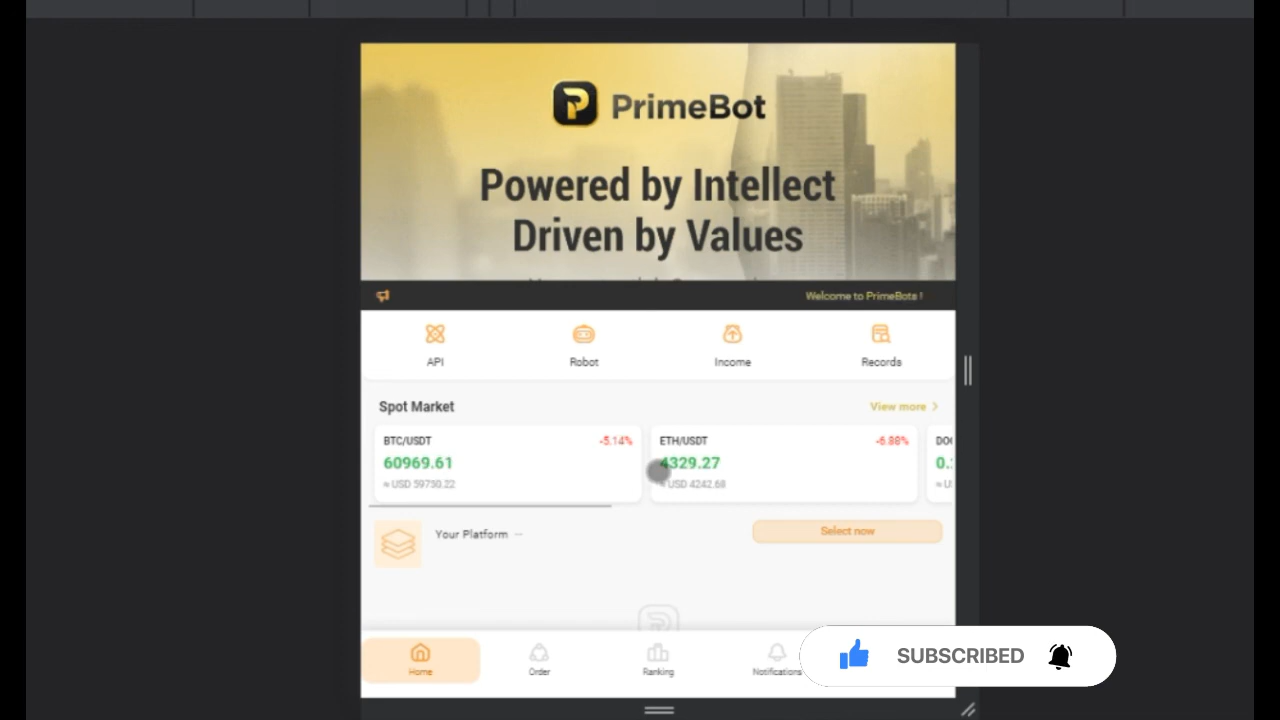 PrimeBot
Powered by Intellect
Driven by Values
Welcome to PrimeBots !
API
Robot
Income
Records
Spot Market
View more >
BTC/USDT
-5.14%
60969.61
≈ USD 59750.22
ETH/USDT
-6.88%
4329.27
≈ USD 4242.68
Your Platform --
Select now
Home
Order
Ranking
Notifications
SUBSCRIBED